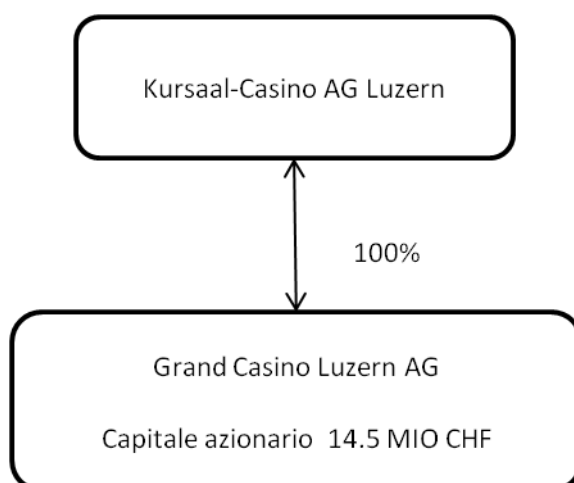 Kursaal-Casino AG Luzern
100%
Grand Casino Luzern AG
Capitale azionario 14.5 MIO CHF